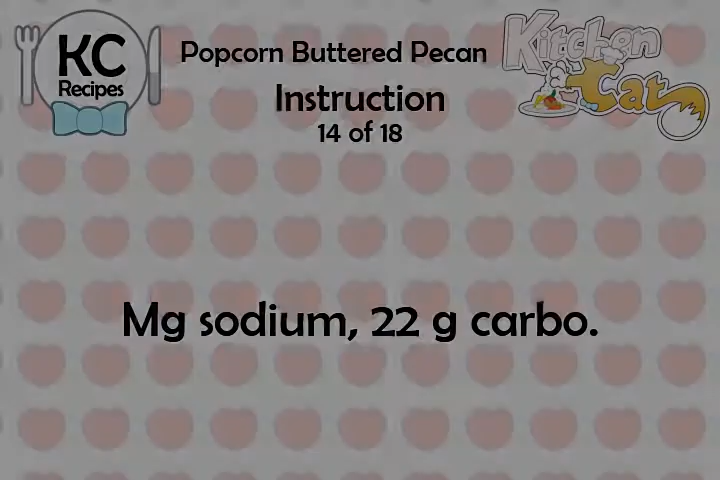 KC
Recipes
Popcorn Buttered Pecan
Kitchen
Cat
Instruction
14 of 18
Mg sodium, 22 g carbo.